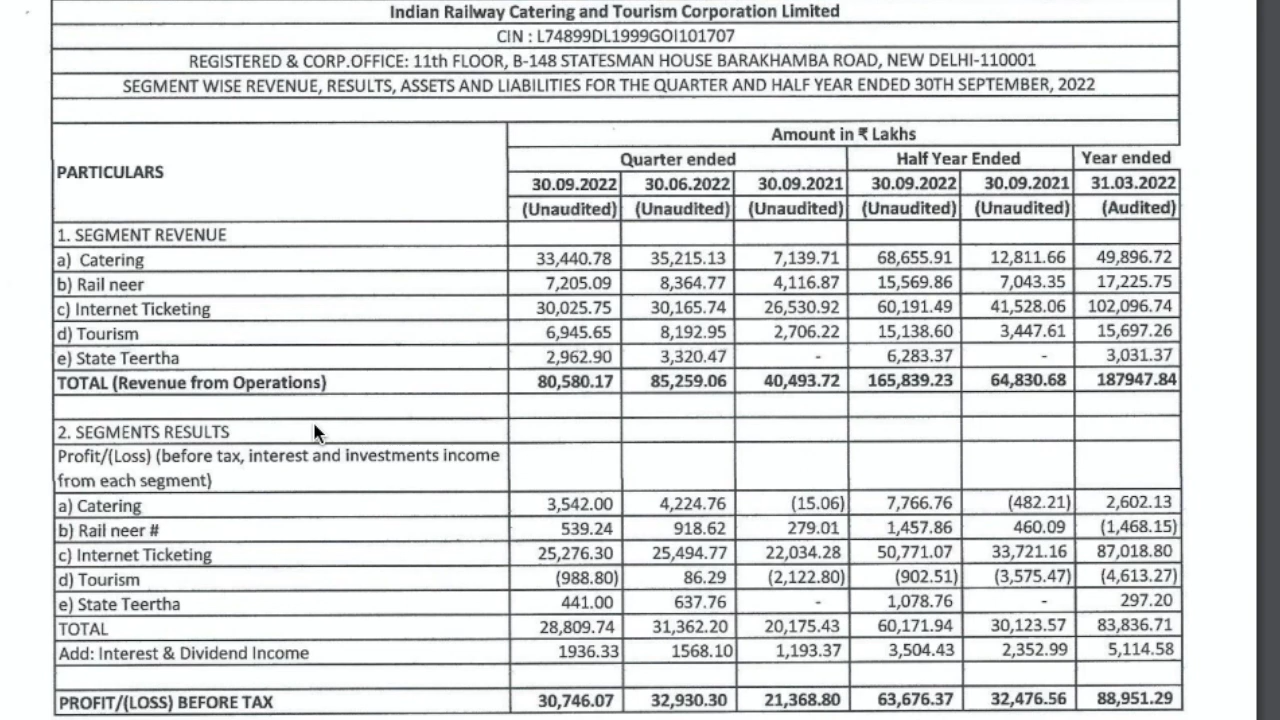 Indian Railway Catering and Tourism Corporation Limited
CIN : L74899DL1999GOI101707
REGISTERED & CORP.OFFICE: 11th FLOOR, B-148 STATESMAN HOUSE BARAKHAMBA ROAD, NEW DELHI-110001
SEGMENT WISE REVENUE, RESULTS, ASSETS AND LIABILITIES FOR THE QUARTER AND HALF YEAR ENDED 30TH SEPTEMBER, 2022
Amount in ₹ Lakhs
PARTICULARS Quarter ended Half Year Ended Year ended
30.09.2022 30.06.2022 30.09.2021 30.09.2022 30.09.2021 31.03.2022
(Unaudited) (Unaudited) (Unaudited) (Unaudited) (Unaudited) (Audited)
1. SEGMENT REVENUE
a) Catering 33,440.78 35,215.13 7,139.71 68,655.91 12,811.66 49,896.72
b) Rail neer 7,205.09 8,364.77 4,116.87 15,569.86 7,043.35 17,225.75
c) Internet Ticketing 30,025.75 30,165.74 26,530.92 60,191.49 41,528.06 102,096.74
d) Tourism 6,945.65 8,192.95 2,706.22 15,138.60 3,447.61 15,697.26
e) State Teertha 2,962.90 3,320.47 - 6,283.37 - 3,031.37
TOTAL (Revenue from Operations) 80,580.17 85,259.06 40,493.72 165,839.23 64,830.68 187947.84
2. SEGMENTS RESULTS
Profit/(Loss) (before tax, interest and investments income
from each segment)
a) Catering 3,542.00 4,224.76 (15.06) 7,766.76 (482.21) 2,602.13
b) Rail neer # 539.24 918.62 279.01 1,457.86 460.09 (1,468.15)
c) Internet Ticketing 25,276.30 25,494.77 22,034.28 50,771.07 33,721.16 87,018.80
d) Tourism (988.80) 86.29 (2,122.80) (902.51) (3,575.47) (4,613.27)
e) State Teertha 441.00 637.76 - 1,078.76 - 297.20
TOTAL 28,809.74 31,362.20 20,175.43 60,171.94 30,123.57 83,836.71
Add: Interest & Dividend Income 1936.33 1568.10 1,193.37 3,504.43 2,352.99 5,114.58
PROFIT/(LOSS) BEFORE TAX 30,746.07 32,930.30 21,368.80 63,676.37 32,476.56 88,951.29